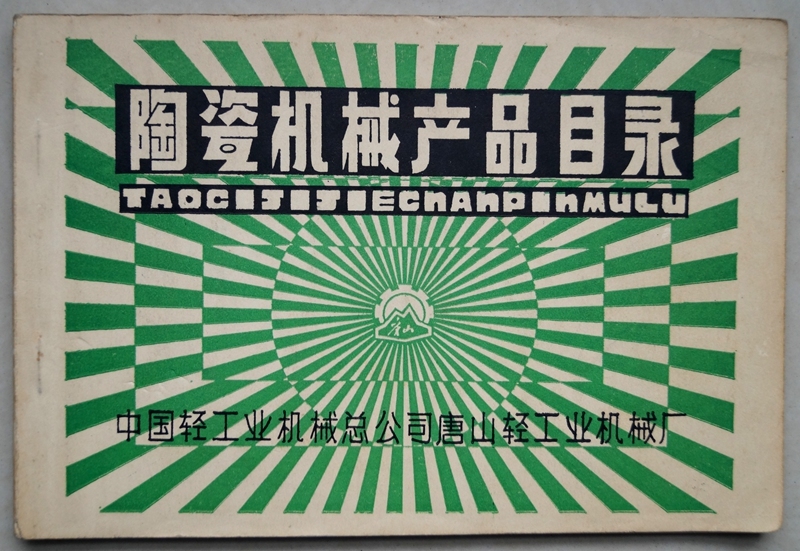 陶瓷机械产品目录
TAOCIJIJIECHANPINMULU
唐山
中国轻工业机械总公司唐山轻工业机械厂